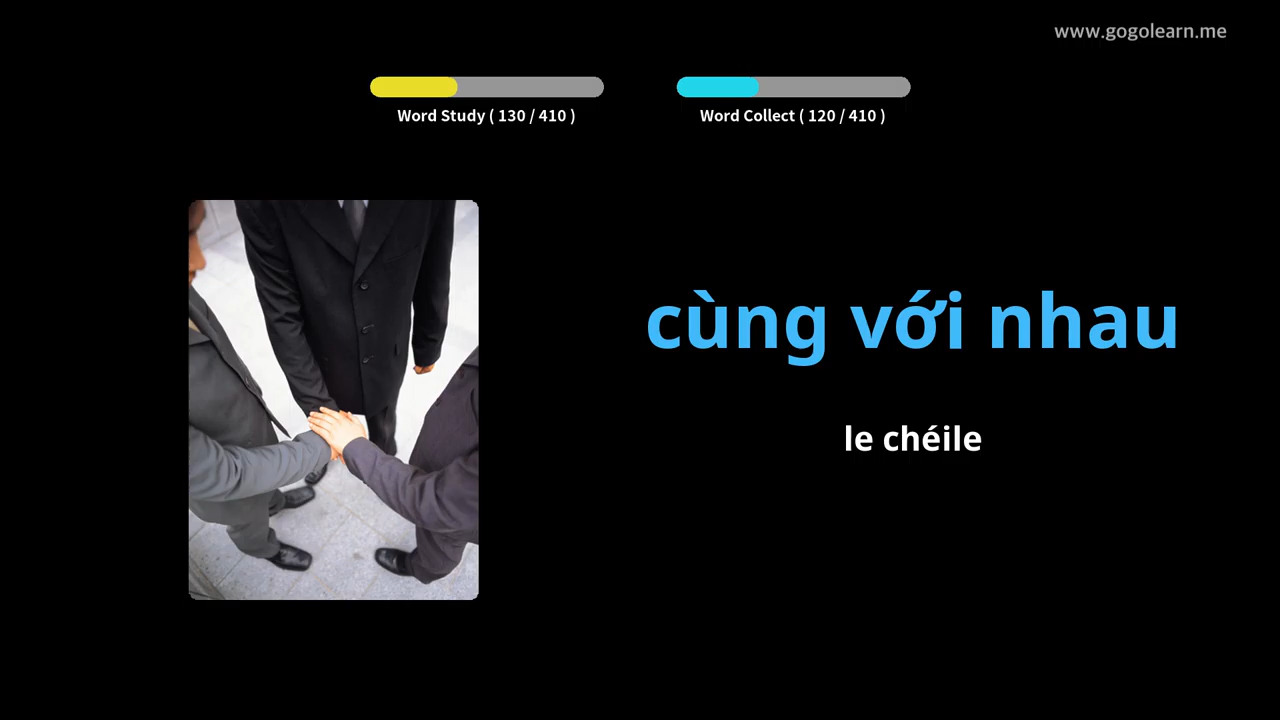 www.gogolearn.me
Word Study ( 130 / 410 )
Word Collect ( 120 / 410 )
cùng với nhau
le chéile